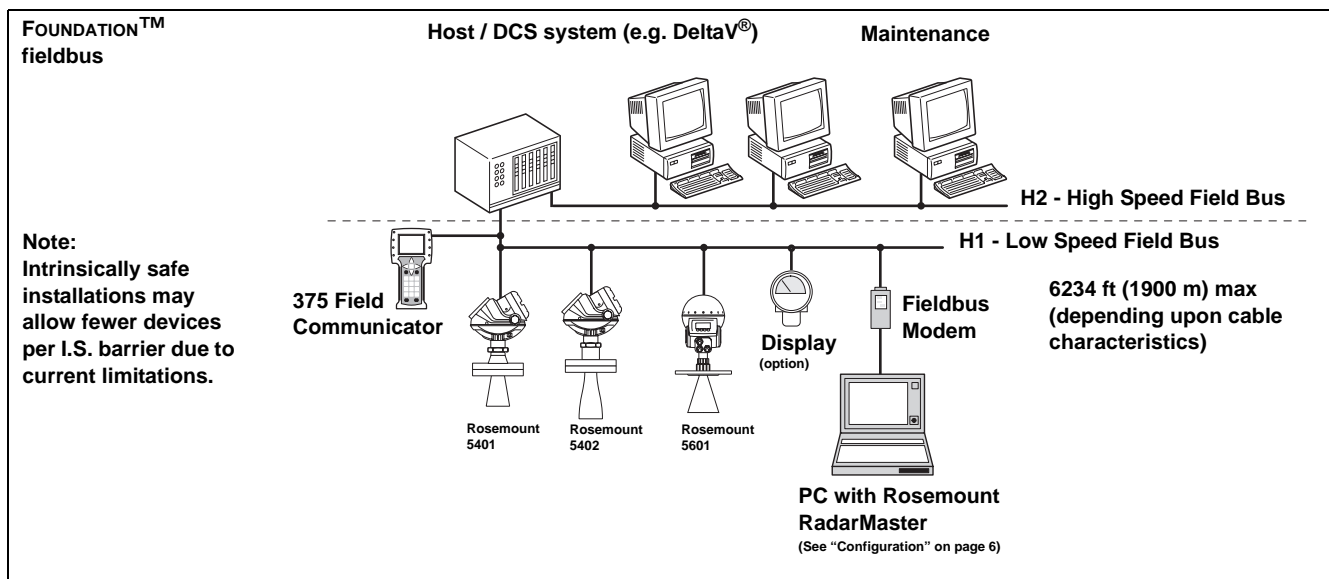 FOUNDATION™
fieldbus
Host / DCS system (e.g. DeltaV®)
Maintenance
H2 - High Speed Field Bus
H1 - Low Speed Field Bus
Note:
Intrinsically safe
installations may
allow fewer devices
per I.S. barrier due to
current limitations.
375 Field
Communicator
Rosemount
5401
Rosemount
5402
Rosemount
5601
Display
(option)
Fieldbus
Modem
6234 ft (1900 m) max
(depending upon cable
characteristics)
PC with Rosemount
RadarMaster
(See “Configuration” on page 6)